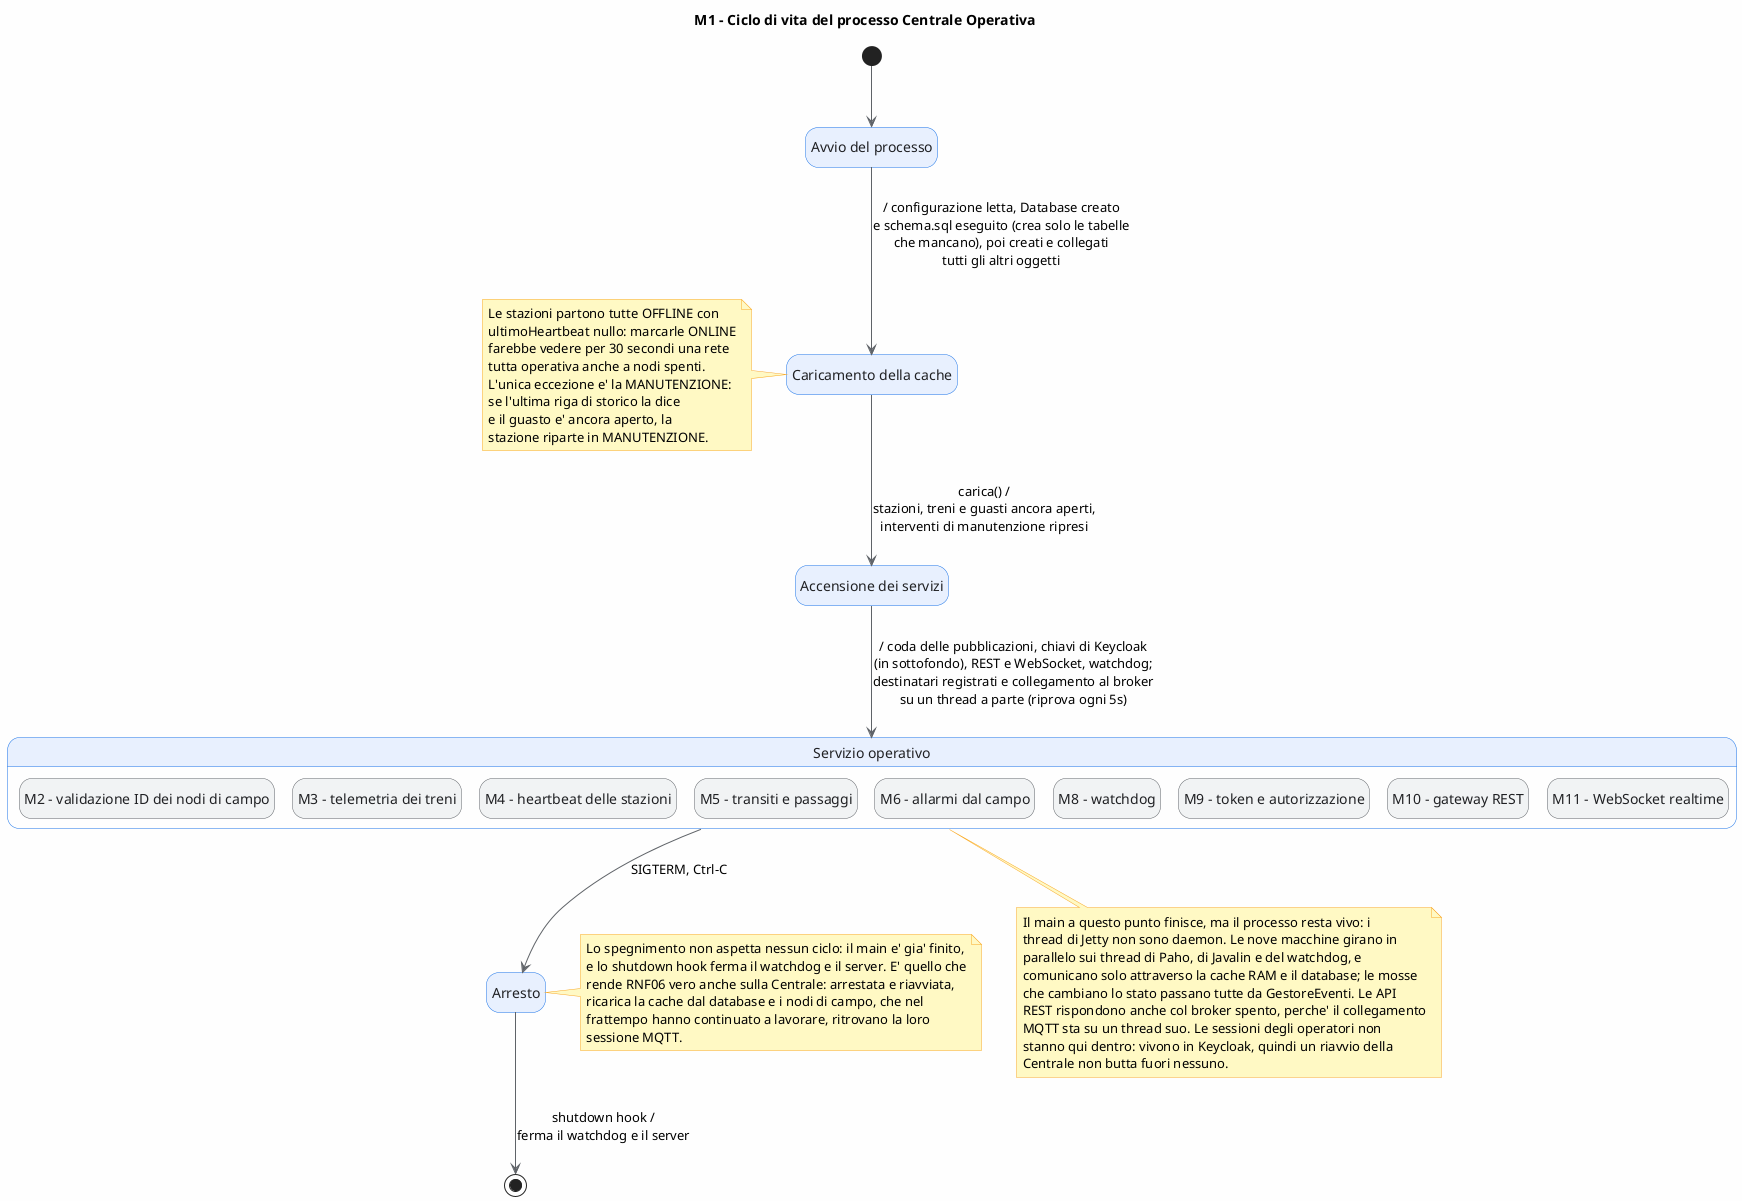 M1 - Ciclo di vita del processo Centrale Operativa
Avvio del processo
/ configurazione letta, Database creato
e schema.sql eseguito (crea solo le tabelle
che mancano), poi creati e collegati
tutti gli altri oggetti
Le stazioni partono tutte OFFLINE con
ultimoHeartbeat nullo: marcarle ONLINE
farebbe vedere per 30 secondi una rete
tutta operativa anche a nodi spenti.
L'unica eccezione e' la MANUTENZIONE:
se l'ultima riga di storico la dice
e il guasto e' ancora aperto, la
stazione riparte in MANUTENZIONE.
Caricamento della cache
carica() /
stazioni, treni e guasti ancora aperti,
interventi di manutenzione ripresi
Accensione dei servizi
/ coda delle pubblicazioni, chiavi di Keycloak
(in sottofondo), REST e WebSocket, watchdog;
destinatari registrati e collegamento al broker
su un thread a parte (riprova ogni 5s)
Servizio operativo
M2 - validazione ID dei nodi di campo
M3 - telemetria dei treni
M4 - heartbeat delle stazioni
M5 - transiti e passaggi
M6 - allarmi dal campo
M8 - watchdog
M9 - token e autorizzazione
M10 - gateway REST
M11 - WebSocket realtime
SIGTERM, Ctrl-C
Arresto
Lo spegnimento non aspetta nessun ciclo: il main e' gia' finito,
e lo shutdown hook ferma il watchdog e il server. E' quello che
rende RNF06 vero anche sulla Centrale: arrestata e riavviata,
ricarica la cache dal database e i nodi di campo, che nel
frattempo hanno continuato a lavorare, ritrovano la loro
sessione MQTT.
Il main a questo punto finisce, ma il processo resta vivo: i
thread di Jetty non sono daemon. Le nove macchine girano in
parallelo sui thread di Paho, di Javalin e del watchdog, e
comunicano solo attraverso la cache RAM e il database; le mosse
che cambiano lo stato passano tutte da GestoreEventi. Le API
REST rispondono anche col broker spento, perche' il collegamento
MQTT sta su un thread suo. Le sessioni degli operatori non
stanno qui dentro: vivono in Keycloak, quindi un riavvio della
Centrale non butta fuori nessuno.
shutdown hook /
ferma il watchdog e il server